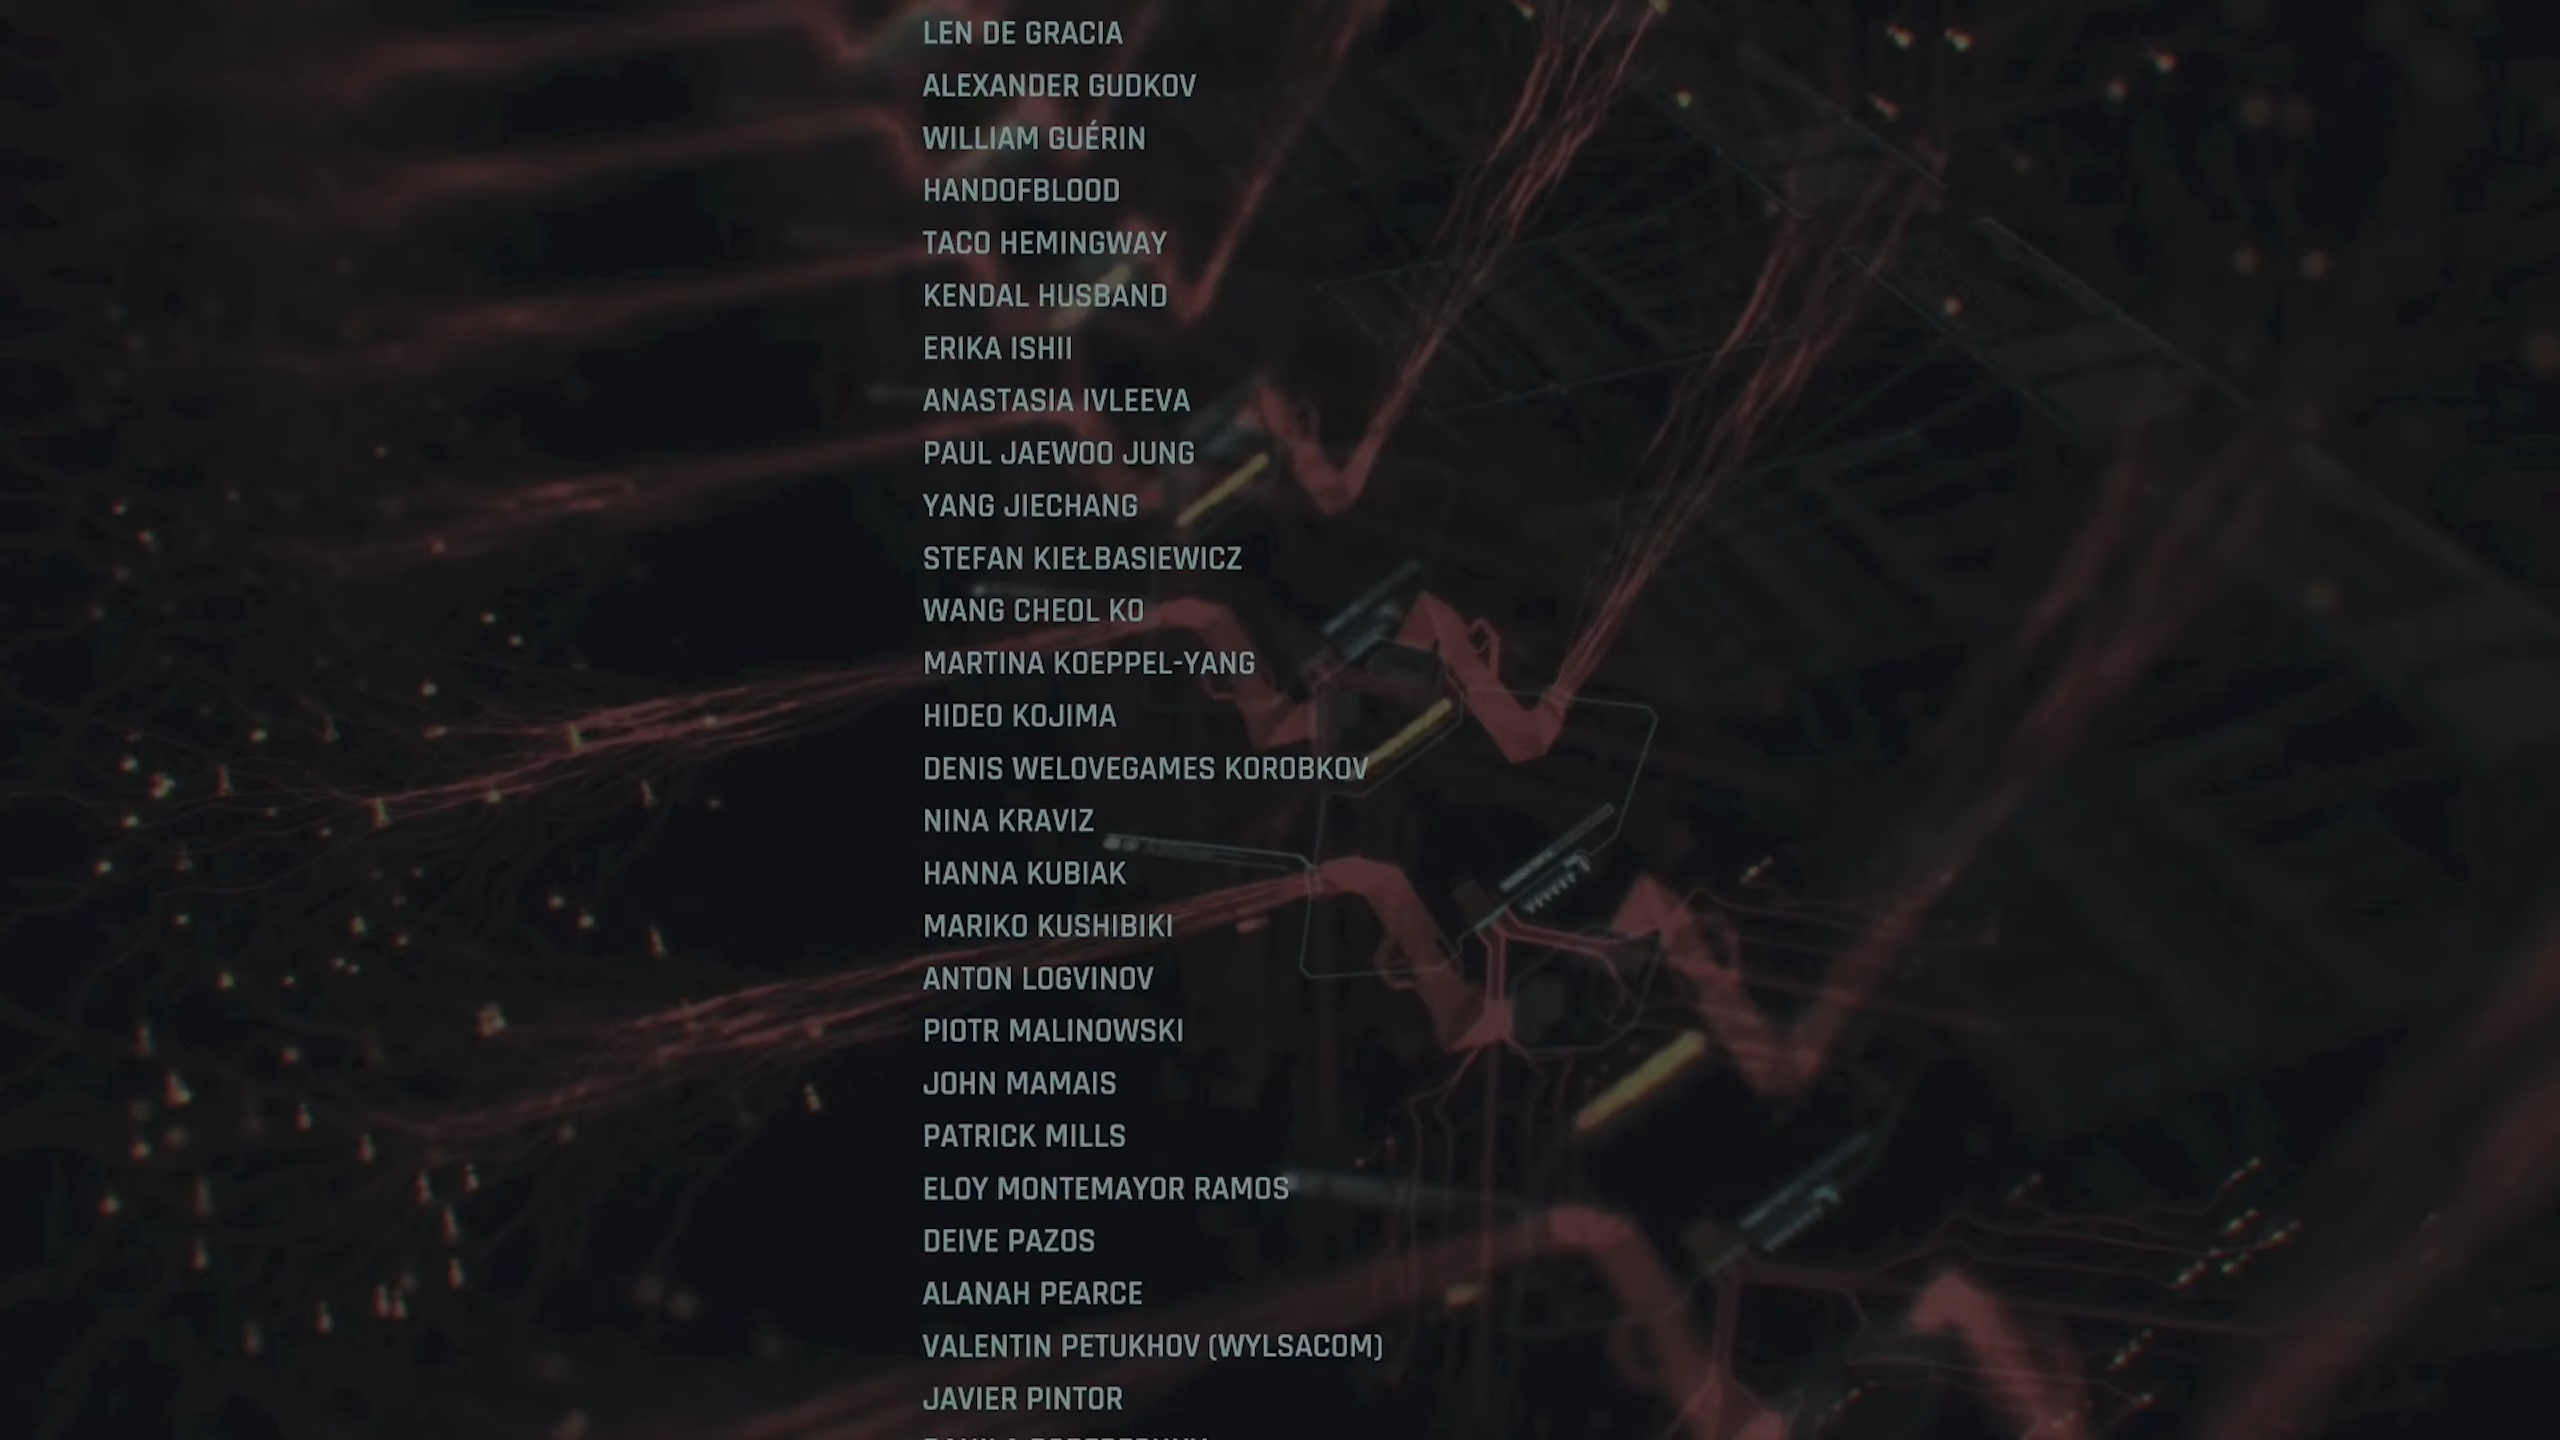 LEN DE GRACIA
ALEXANDER GUDKOV
WILLIAM GUÉRIN
HANDOFBLOOD
TACO HEMINGWAY
KENDAL HUSBAND
ERIKA ISHII
ANASTASIA IVLEEVA
PAUL JAEWOO JUNG
YANG JIECHANG
STEFAN KIEŁBASIEWICZ
WANG CHEOL KO
MARTINA KOEPPEL-YANG
HIDEO KOJIMA
DENIS WELOVEGAMES KOROBKOV
NINA KRAVIZ
HANNA KUBIAK
MARIKO KUSHIBIKI
ANTON LOGVINOV
PIOTR MALINOWSKI
JOHN MAMAIS
PATRICK MILLS
ELOY MONTEMAYOR RAMOS
DEIVE PAZOS
ALANAH PEARCE
VALENTIN PETUKHOV (WYLSACOM)
JAVIER PINTOR